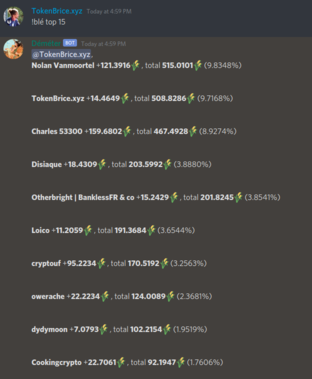 TokenBrice.xyz Today at 4:59 PM
!blé top 15
BOT Today at 4:59 PM
@TokenBrice.xyz,
Nolan Vanmoortel +121.3916 , total 515.0101 (9.8348%)
TokenBrice.xyz +14.4649 , total 508.8286 (9.7168%)
Charles 53300 +159.6802 , total 467.4928 (8.9274%)
Disiaque +18.4309 , total 203.5992 (3.8880%)
Otherbright | BanklessFR & co +15.2429 , total 201.8245 (3.8541%)
Loico +11.2059 , total 191.3684 (3.6544%)
cryptouf +95.2234 , total 170.5192 (3.2563%)
owerache +22.2234 , total 124.0089 (2.3681%)
dydymoon +7.0793 , total 102.2154 (1.9519%)
Cookingcrypto +22.7061 , total 92.1947 (1.7606%)